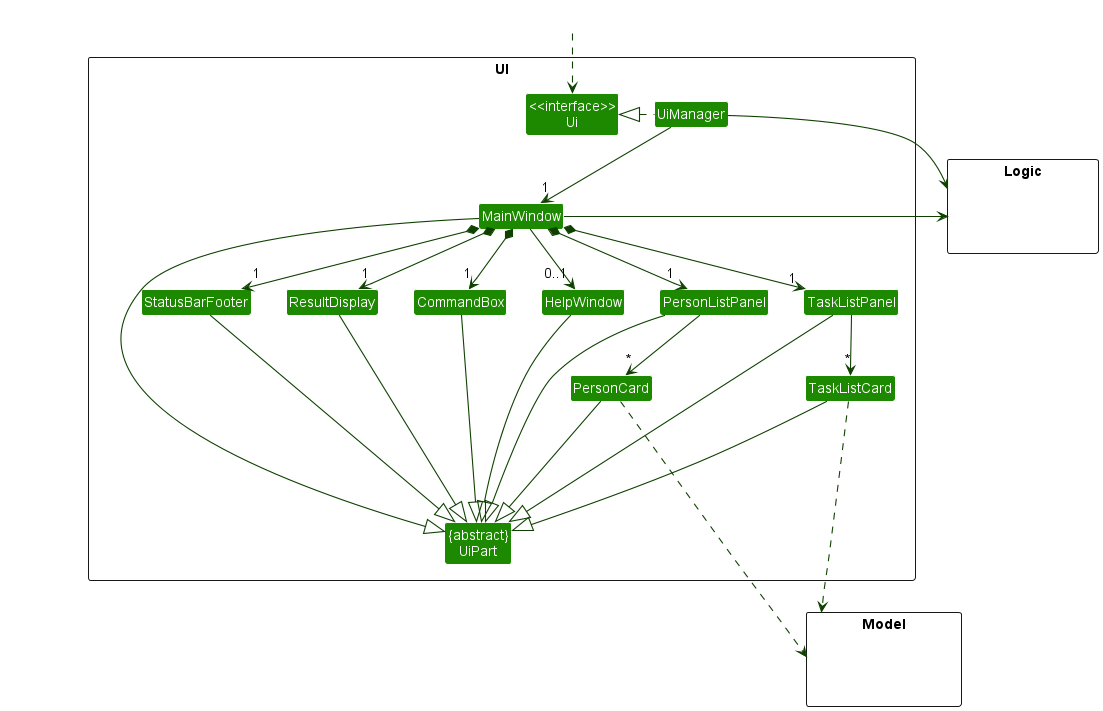 UI
<<interface>>
Ui
UiManager
Logic
1
MainWindow
1
1
1
0..1
1
1
StatusBarFooter
ResultDisplay
CommandBox
HelpWindow
PersonListPanel
TaskListPanel
*
*
PersonCard
TaskListCard
{abstract}
UiPart
Model